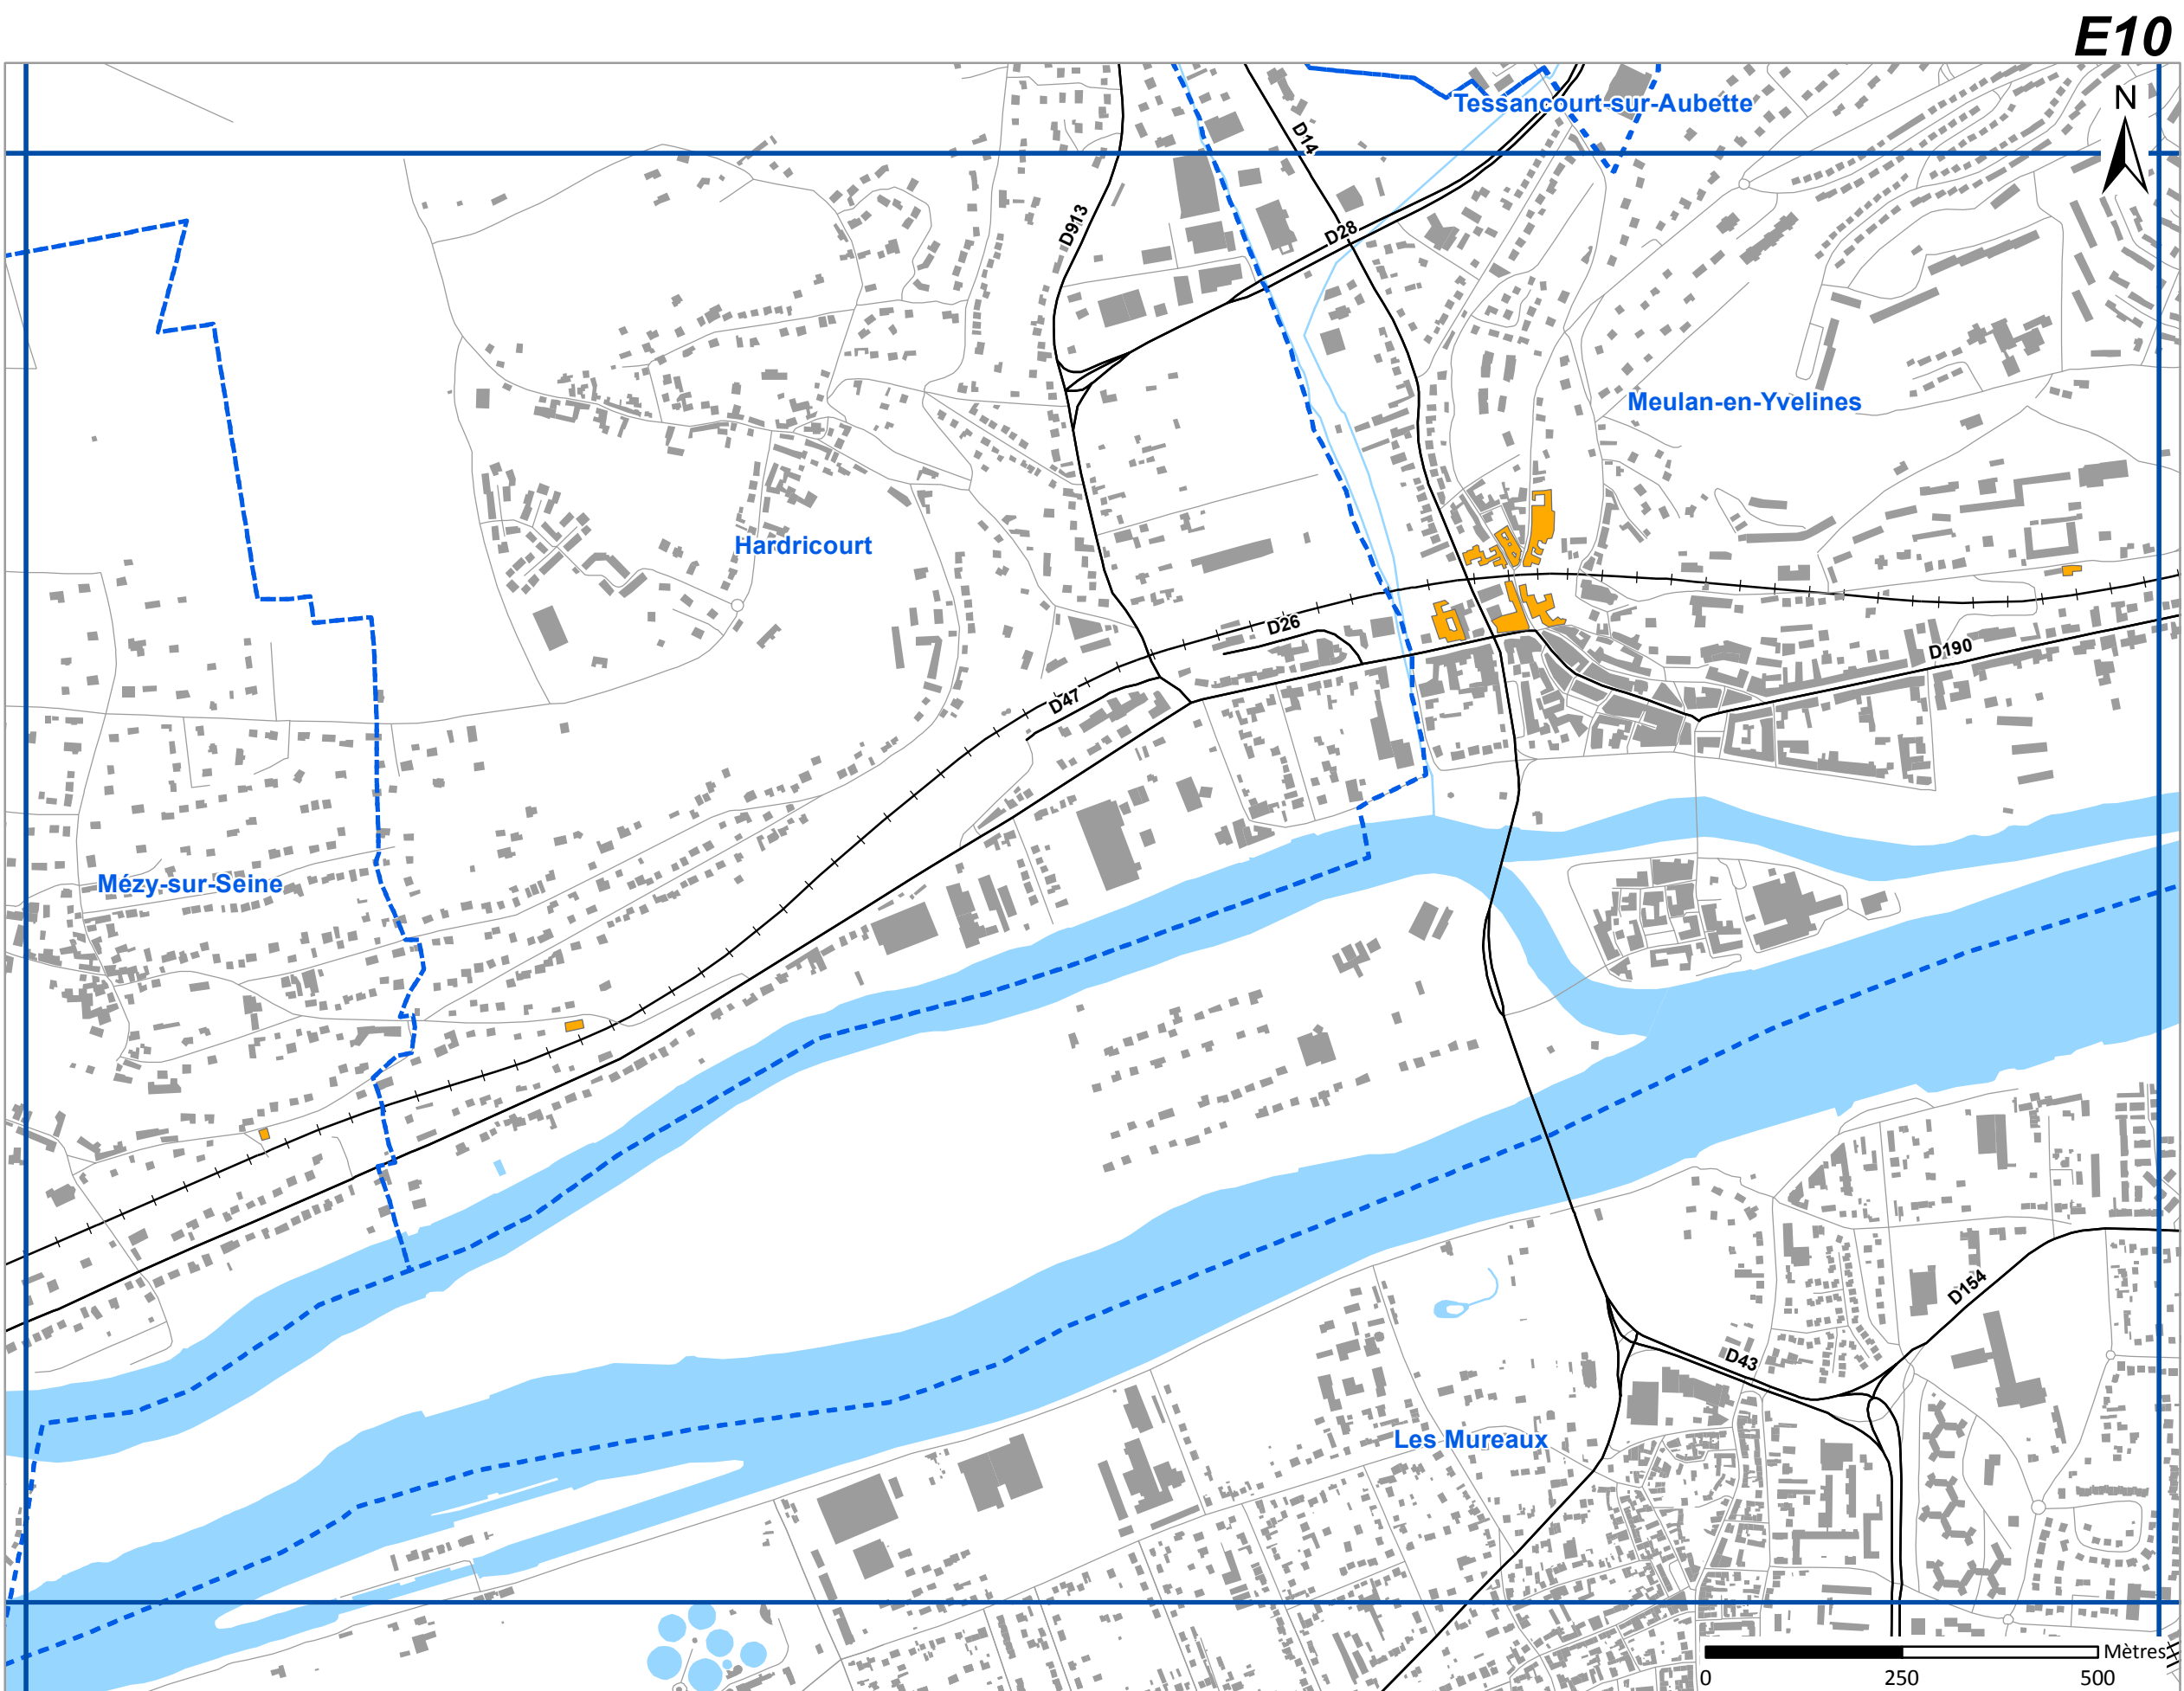 E10
Tessancourt-sur-Aubette
N
D14
D913
D28
Meulan-en-Yvelines
Hardricourt
D26
D190
D47
Mézy-sur-Seine
D154
D43
Les Mureaux
Mètres
0 250 500